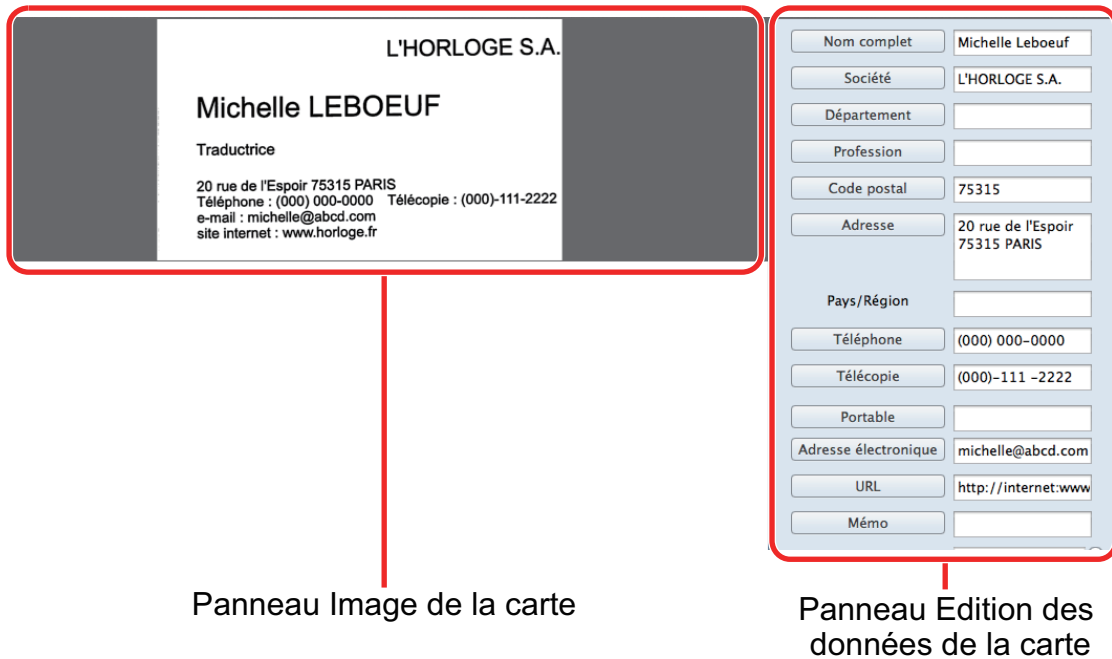 L'HORLOGE S.A.
Michelle LEBOEUF
Traductrice
20 rue de l'Espoir 75315 PARIS
Téléphone : (000) 000-0000 Télécopie : (000)-111-2222
e-mail : michelle@abcd.com
site internet : www.horloge.fr
Nom complet Michelle Leboeuf
Société L'HORLOGE S.A.
Département
Profession
Code postal 75315
Adresse 20 rue de l'Espoir
75315 PARIS
Pays/Région
Téléphone (000) 000-0000
Télécopie (000)-111 -2222
Portable
Adresse électronique michelle@abcd.com
URL http://internet:www
Mémo
Panneau Image de la carte
Panneau Edition des
données de la carte